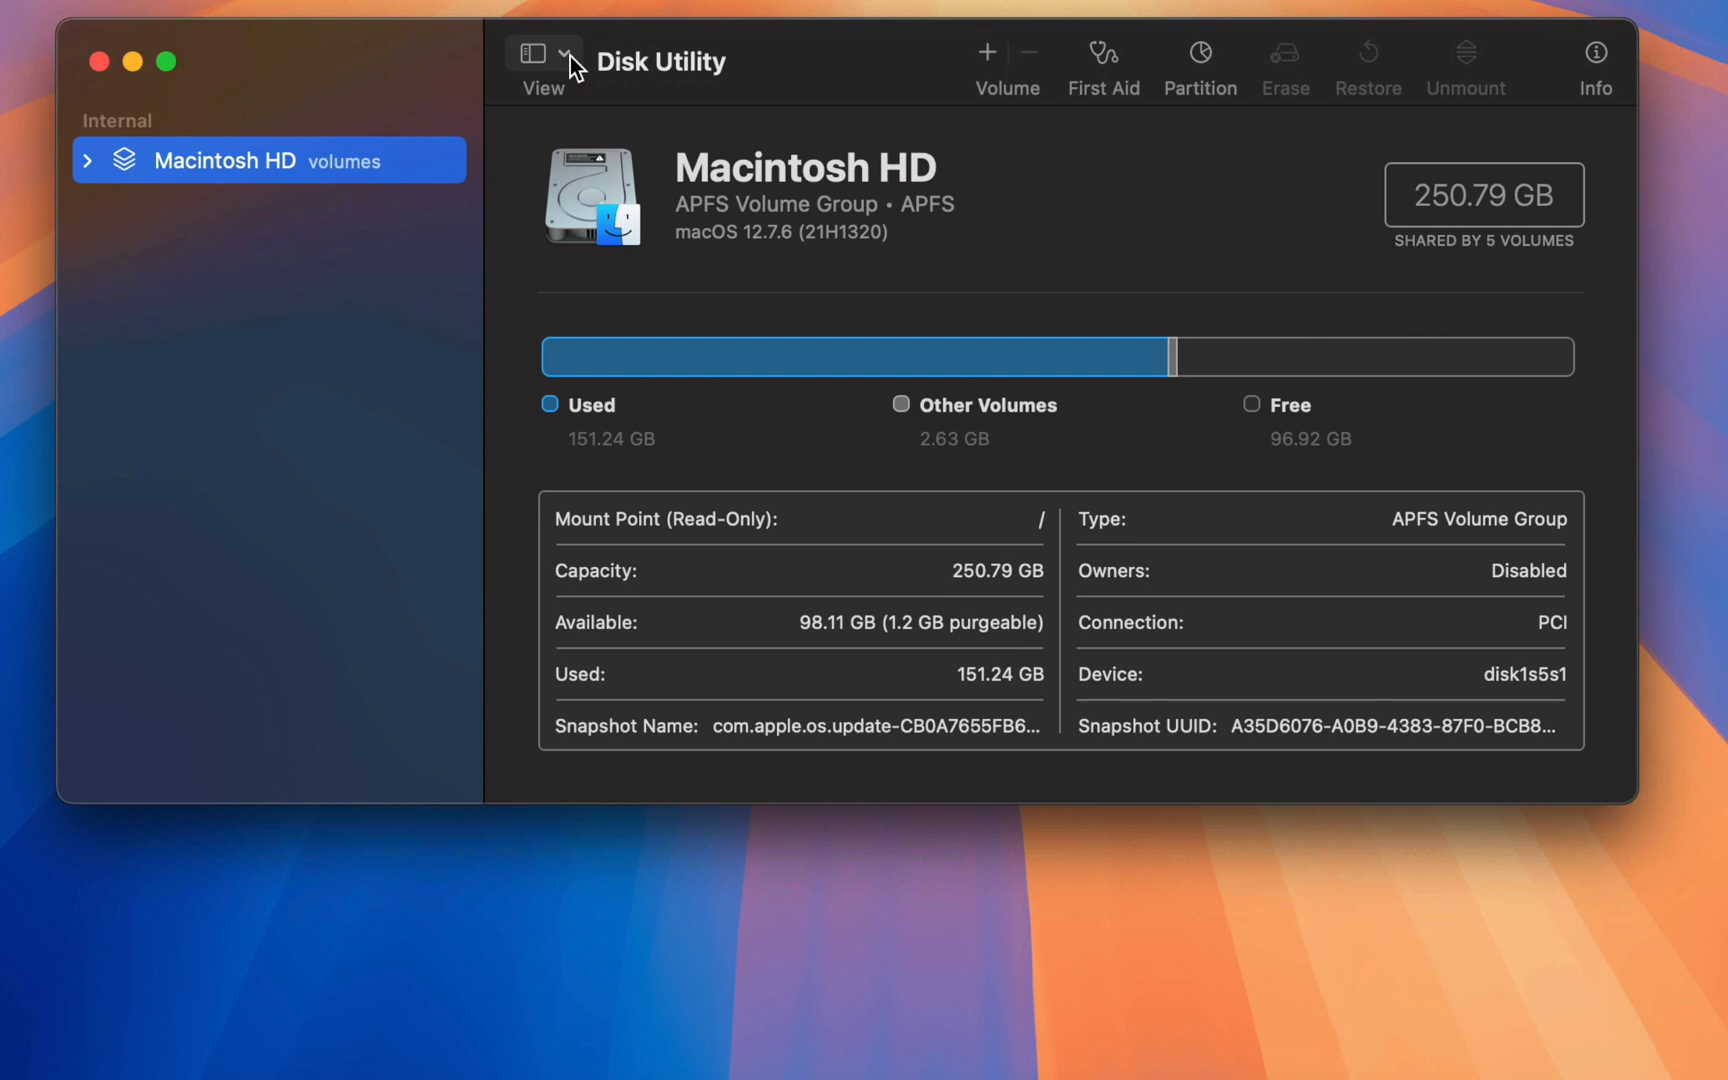 Disk Utility
View
Volume
First Aid
Partition
Erase
Restore
Unmount
Info
Internal
Macintosh HD volumes
Macintosh HD
APFS Volume Group • APFS
macOS 12.7.6 (21H1320)
250.79 GB
SHARED BY 5 VOLUMES
Used
151.24 GB
Other Volumes
2.63 GB
Free
96.92 GB
Mount Point (Read-Only): /
Capacity: 250.79 GB
Available: 98.11 GB (1.2 GB purgeable)
Used: 151.24 GB
Snapshot Name: com.apple.os.update-CB0A7655FB6...
Type: APFS Volume Group
Owners: Disabled
Connection: PCI
Device: disk1s5s1
Snapshot UUID: A35D6076-A0B9-4383-87F0-BCB8...